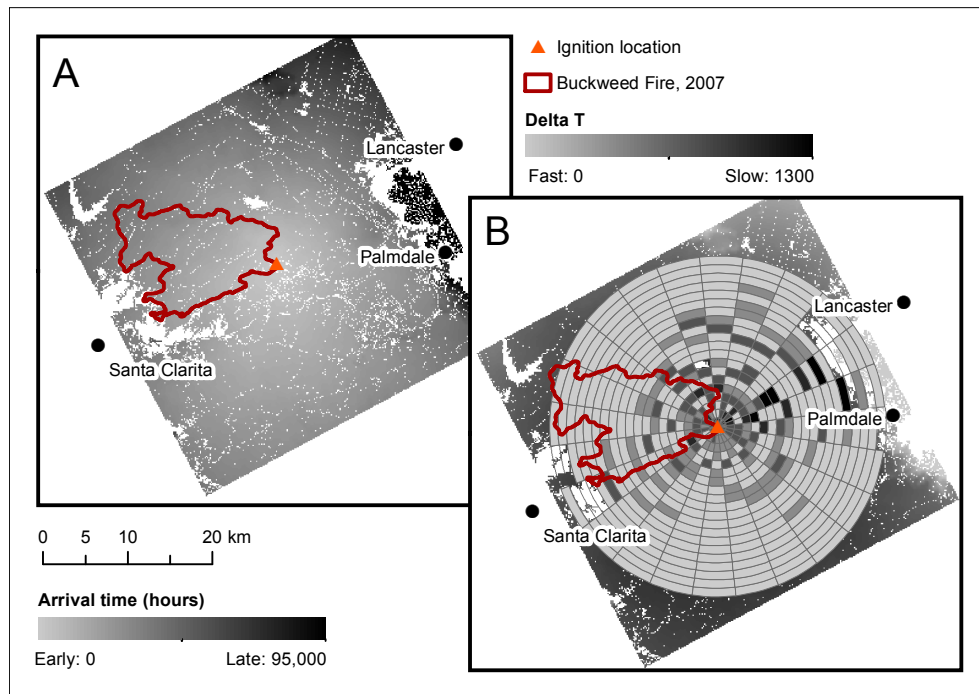 A
Ignition location
Buckweed Fire, 2007
Delta T
Fast: 0
Slow: 1300
Lancaster
Palmdale
Santa Clarita
B
Lancaster
Palmdale
Santa Clarita
0 5 10 20 km
Arrival time (hours)
Early: 0
Late: 95,000